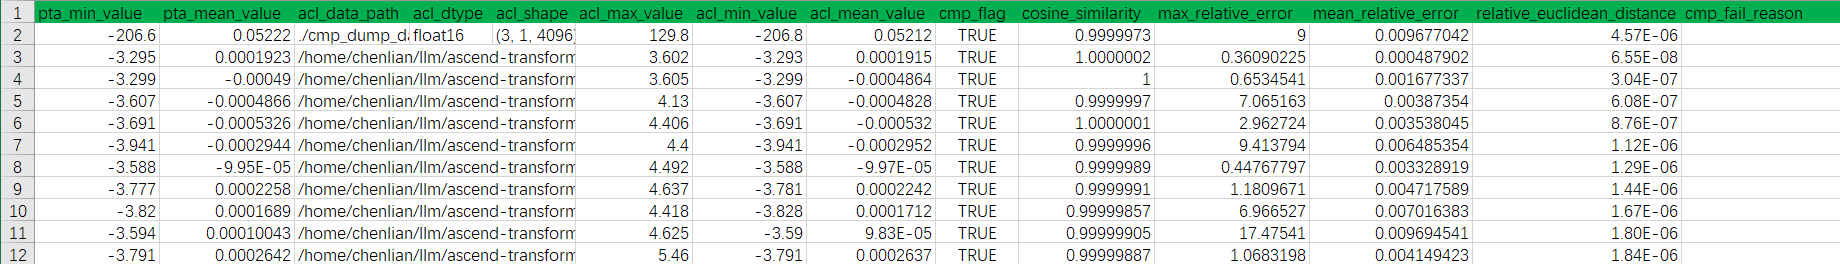 1 pta_min_value pta_mean_value acl_data_path acl_dtype acl_shape acl_max_value acl_min_value acl_mean_value cmp_flag cosine_similarity max_relative_error mean_relative_error relative_euclidean_distance cmp_fail_reason
2 -206.6 0.05222 ./cmp_dump_da float16 (3, 1, 4096) 129.8 -206.8 0.05212 TRUE 0.9999973 9 0.009677042 4.57E-06
3 -3.295 0.0001923 /home/chenlian/llm/ascend-transform 3.602 -3.293 0.0001915 TRUE 1.0000002 0.36090225 0.000487902 6.55E-08
4 -3.299 -0.00049 /home/chenlian/llm/ascend-transform 3.605 -3.299 -0.0004864 TRUE 1 0.6534541 0.001677337 3.04E-07
5 -3.607 -0.0004866 /home/chenlian/llm/ascend-transform 4.13 -3.607 -0.0004828 TRUE 0.9999997 7.065163 0.00387354 6.08E-07
6 -3.691 -0.0005326 /home/chenlian/llm/ascend-transform 4.406 -3.691 -0.000532 TRUE 1.0000001 2.962724 0.003538045 8.76E-07
7 -3.941 -0.0002944 /home/chenlian/llm/ascend-transform 4.4 -3.941 -0.0002952 TRUE 0.9999996 9.413794 0.006485354 1.12E-06
8 -3.588 -9.95E-05 /home/chenlian/llm/ascend-transform 4.492 -3.588 -9.97E-05 TRUE 0.9999989 0.44767797 0.003328919 1.29E-06
9 -3.777 0.0002258 /home/chenlian/llm/ascend-transform 4.637 -3.781 0.0002242 TRUE 0.9999991 1.1809671 0.004717589 1.44E-06
10 -3.82 0.0001689 /home/chenlian/llm/ascend-transform 4.418 -3.828 0.0001712 TRUE 0.99999857 6.966527 0.007016383 1.67E-06
11 -3.594 0.00010043 /home/chenlian/llm/ascend-transform 4.625 -3.59 9.83E-05 TRUE 0.99999905 17.47541 0.009694541 1.80E-06
12 -3.791 0.0002642 /home/chenlian/llm/ascend-transform 5.46 -3.791 0.0002637 TRUE 0.99999887 1.0683198 0.004149423 1.84E-06